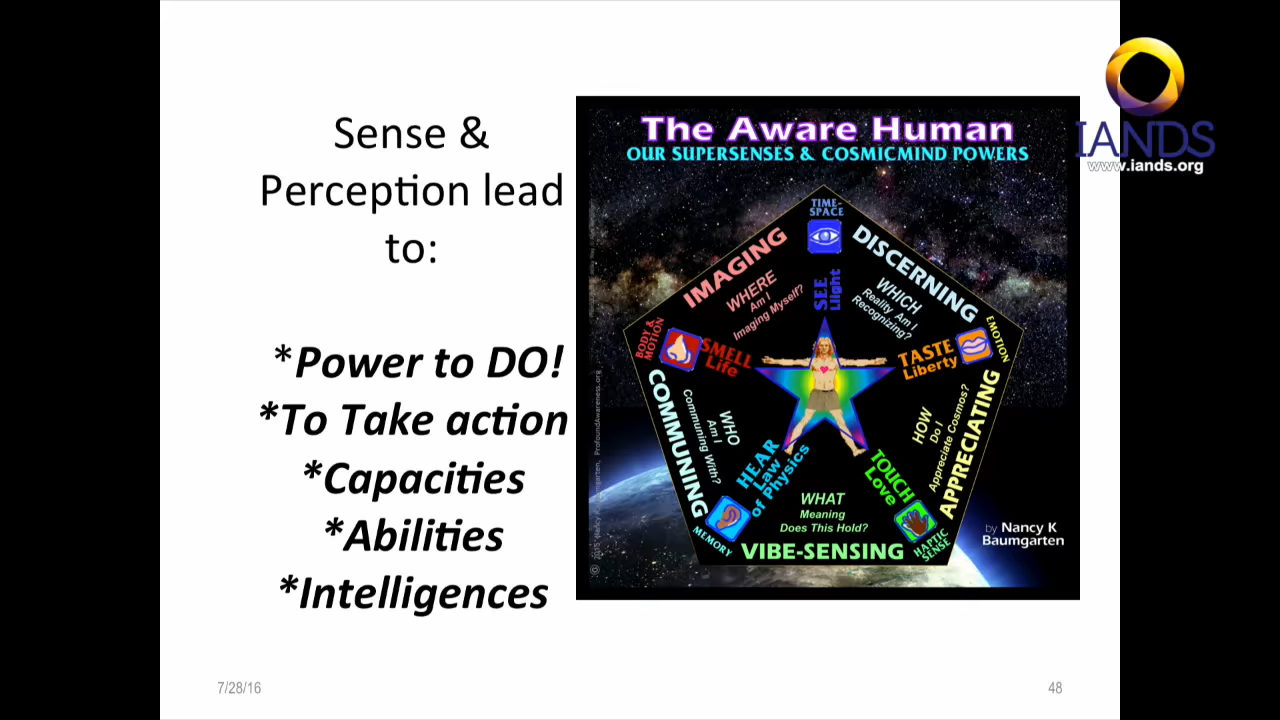 Sense &
Perception lead
to:
*Power to DO!
*To Take action
*Capacities
*Abilities
*Intelligences
The Aware Human
OUR SUPERSENSES & COSMICMIND POWERS
TIME-
SPACE
IMAGING
WHERE
Am I
Imaging Myself?
SEE
Llight
DISCERNING
WHICH
Reality Am I
Recognizing?
BODY &
MOTION
SMELL
Life
TASTE
Liberty
EMOTION
COMMUNING
WHO
Am I
Communing With?
HOW
Do I
Appreciate Cosmos?
APPRECIATING
HEAR
Law
of Physics
TOUCH
Love
MEMORY
WHAT
Meaning
Does This Hold?
VIBE-SENSING
HAPTIC
SENSE
by Nancy K
Baumgarten
Baumgarten, ProfoundAwareness.org
IANDS
www.iands.org
7/28/16
48